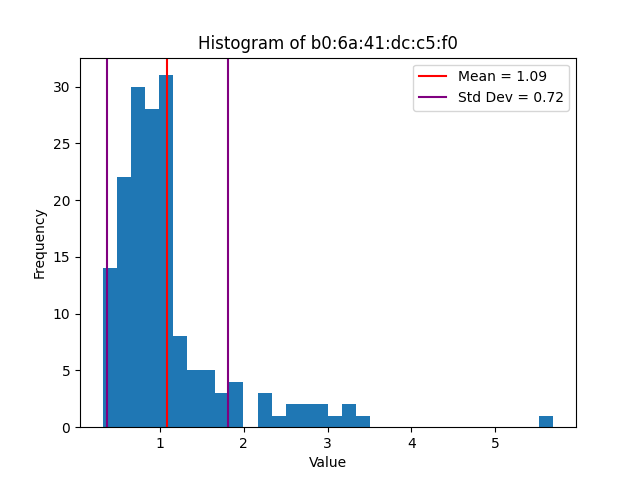 Histogram of b0:6a:41:dc:c5:f0
Mean = 1.09
Std Dev = 0.72
Frequency
30
25
20
15
10
5
0
1 2 3 4 5
Value